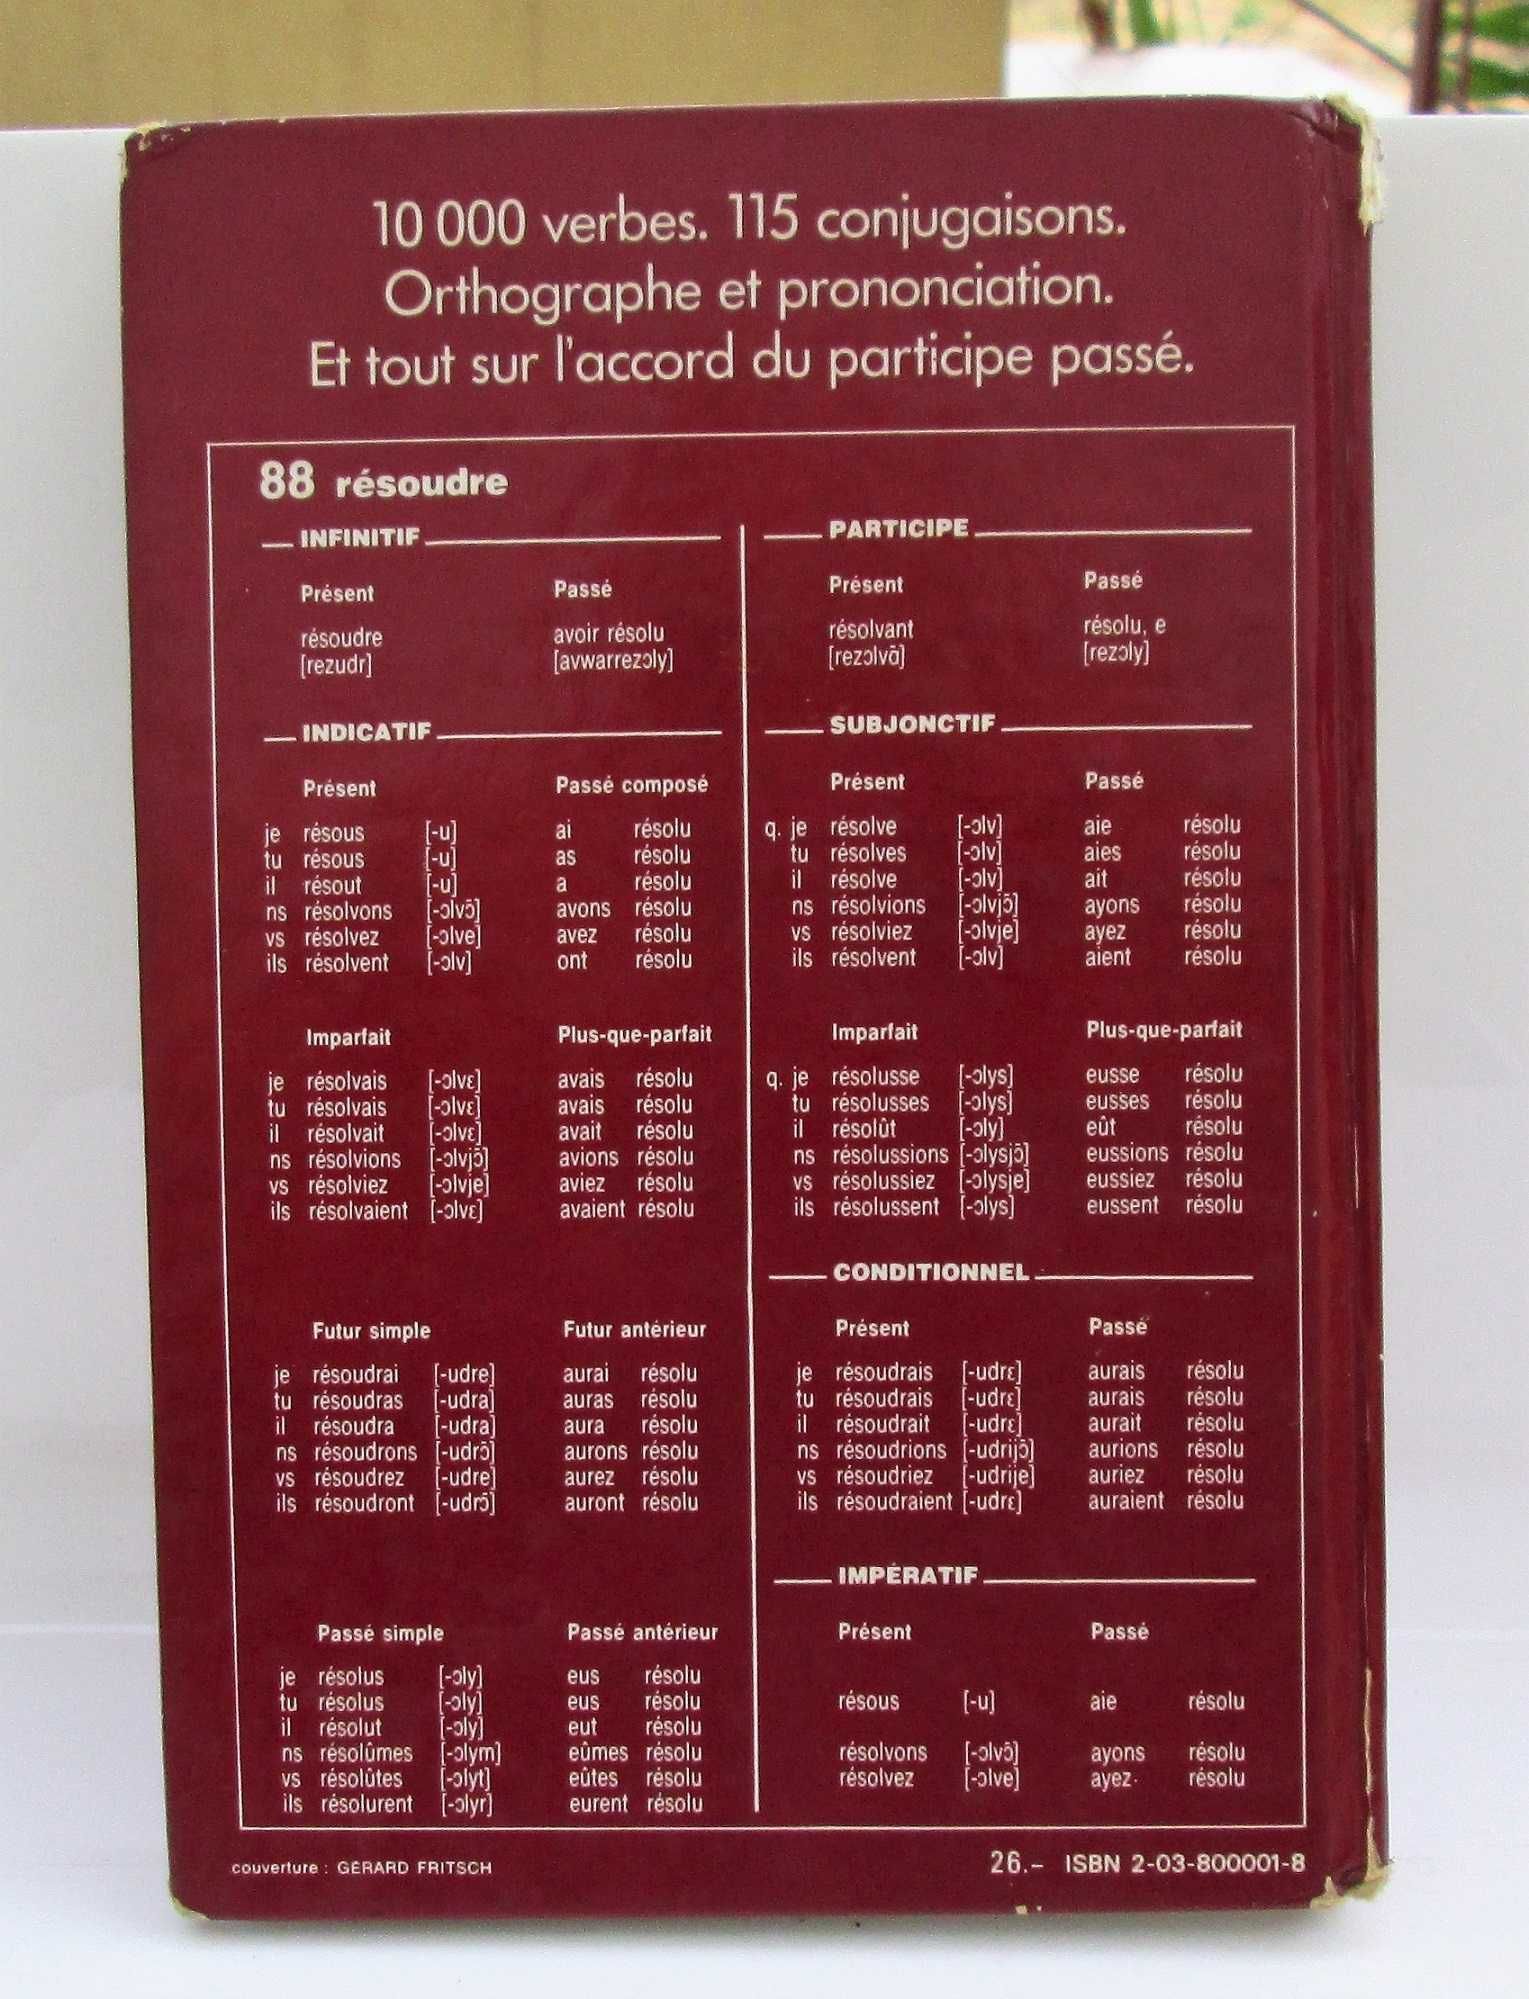 10 000 verbes. 115 conjugaisons.
Orthographe et prononciation.
Et tout sur l'accord du participe passé.
88 résoudre
INFINITIF
Présent Passé
résoudre avoir résolu
[rezudr] [avwarrezɔly]
INDICATIF
Présent Passé composé
je résous [-u] ai résolu
tu résous [-u] as résolu
il résout [-u] a résolu
ns résolvons [-ɔlvɔ̃] avons résolu
vs résolvez [-ɔlve] avez résolu
ils résolvent [-ɔlv] ont résolu
Imparfait Plus-que-parfait
je résolvais [-ɔlvɛ] avais résolu
tu résolvais [-ɔlvɛ] avais résolu
il résolvait [-ɔlvɛ] avait résolu
ns résolvions [-ɔlvjɔ̃] avions résolu
vs résolviez [-ɔlvje] aviez résolu
ils résolvaient [-ɔlvɛ] avaient résolu
Futur simple Futur antérieur
je résoudrai [-udre] aurai résolu
tu résoudras [-udra] auras résolu
il résoudra [-udra] aura résolu
ns résoudrons [-udrɔ̃] aurons résolu
vs résoudrez [-udre] aurez résolu
ils résoudront [-udrɔ̃] auront résolu
Passé simple Passé antérieur
je résolus [-ɔly] eus résolu
tu résolus [-ɔly] eus résolu
il résolut [-ɔly] eut résolu
ns résolûmes [-ɔlym] eûmes résolu
vs résolûtes [-ɔlyt] eûtes résolu
ils résolurent [-ɔlyr] eurent résolu
PARTICIPE
Présent Passé
résolvant résolu, e
[rezɔlvɑ̃] [rezɔly]
SUBJONCTIF
Présent Passé
q. je résolve [-ɔlv] aie résolu
tu résolves [-ɔlv] aies résolu
il résolve [-ɔlv] ait résolu
ns résolvions [-ɔlvjɔ̃] ayons résolu
vs résolviez [-ɔlvje] ayez résolu
ils résolvent [-ɔlv] aient résolu
Imparfait Plus-que-parfait
q. je résolusse [-ɔlys] eusse résolu
tu résolusses [-ɔlys] eusses résolu
il résolût [-ɔly] eût résolu
ns résolussions [-ɔlysjɔ̃] eussions résolu
vs résolussiez [-ɔlysje] eussiez résolu
ils résolussent [-ɔlys] eussent résolu
CONDITIONNEL
Présent Passé
je résoudrais [-udrɛ] aurais résolu
tu résoudrais [-udrɛ] aurais résolu
il résoudrait [-udrɛ] aurait résolu
ns résoudrions [-udrijɔ̃] aurions résolu
vs résoudriez [-udrije] auriez résolu
ils résoudraient [-udrɛ] auraient résolu
IMPÉRATIF
Présent Passé
résous [-u] aie résolu
résolvons [-ɔlvɔ̃] ayons résolu
résolvez [-ɔlve] ayez résolu
couverture : GÉRARD FRITSCH
26.– ISBN 2-03-800001-8